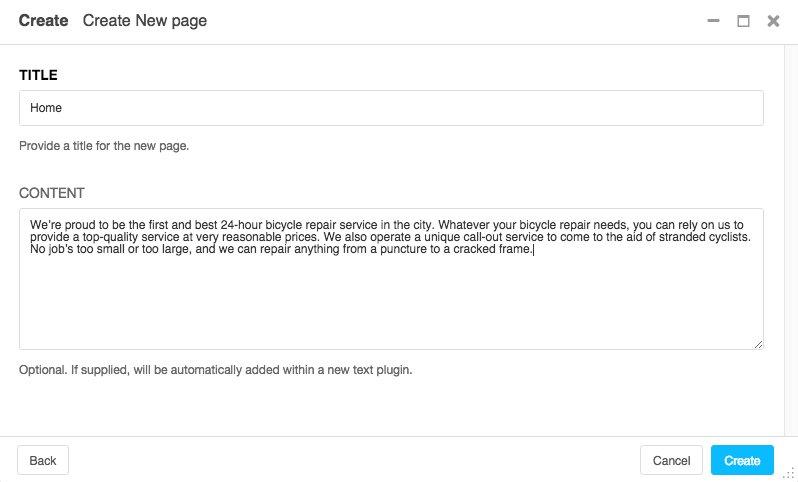 Create Create New page
TITLE
Home
Provide a title for the new page.
CONTENT
We're proud to be the first and best 24-hour bicycle repair service in the city. Whatever your bicycle repair needs, you can rely on us to
provide a top-quality service at very reasonable prices. We also operate a unique call-out service to come to the aid of stranded cyclists.
No job's too small or too large, and we can repair anything from a puncture to a cracked frame.
Optional. If supplied, will be automatically added within a new text plugin.
Back Cancel Create